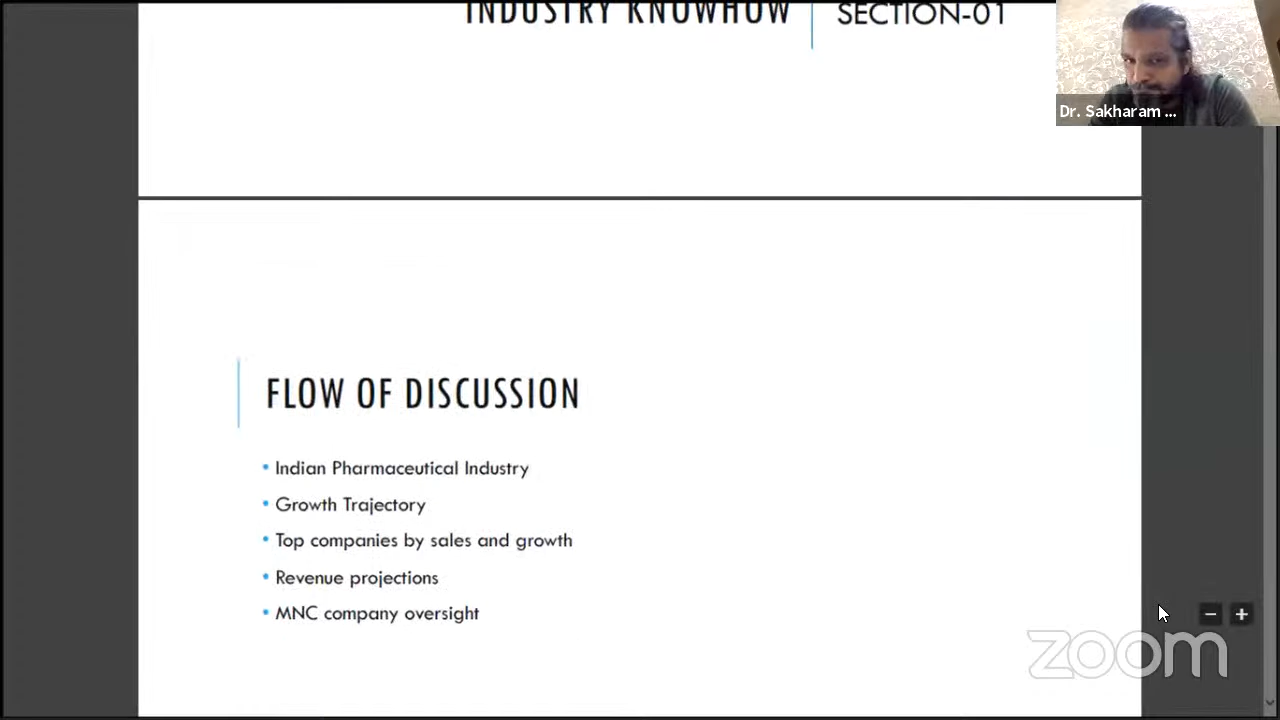 INDUSTRY KNOWHOW
SECTION-01
Dr. Sakharam ...
FLOW OF DISCUSSION
• Indian Pharmaceutical Industry
• Growth Trajectory
• Top companies by sales and growth
• Revenue projections
• MNC company oversight
zoom